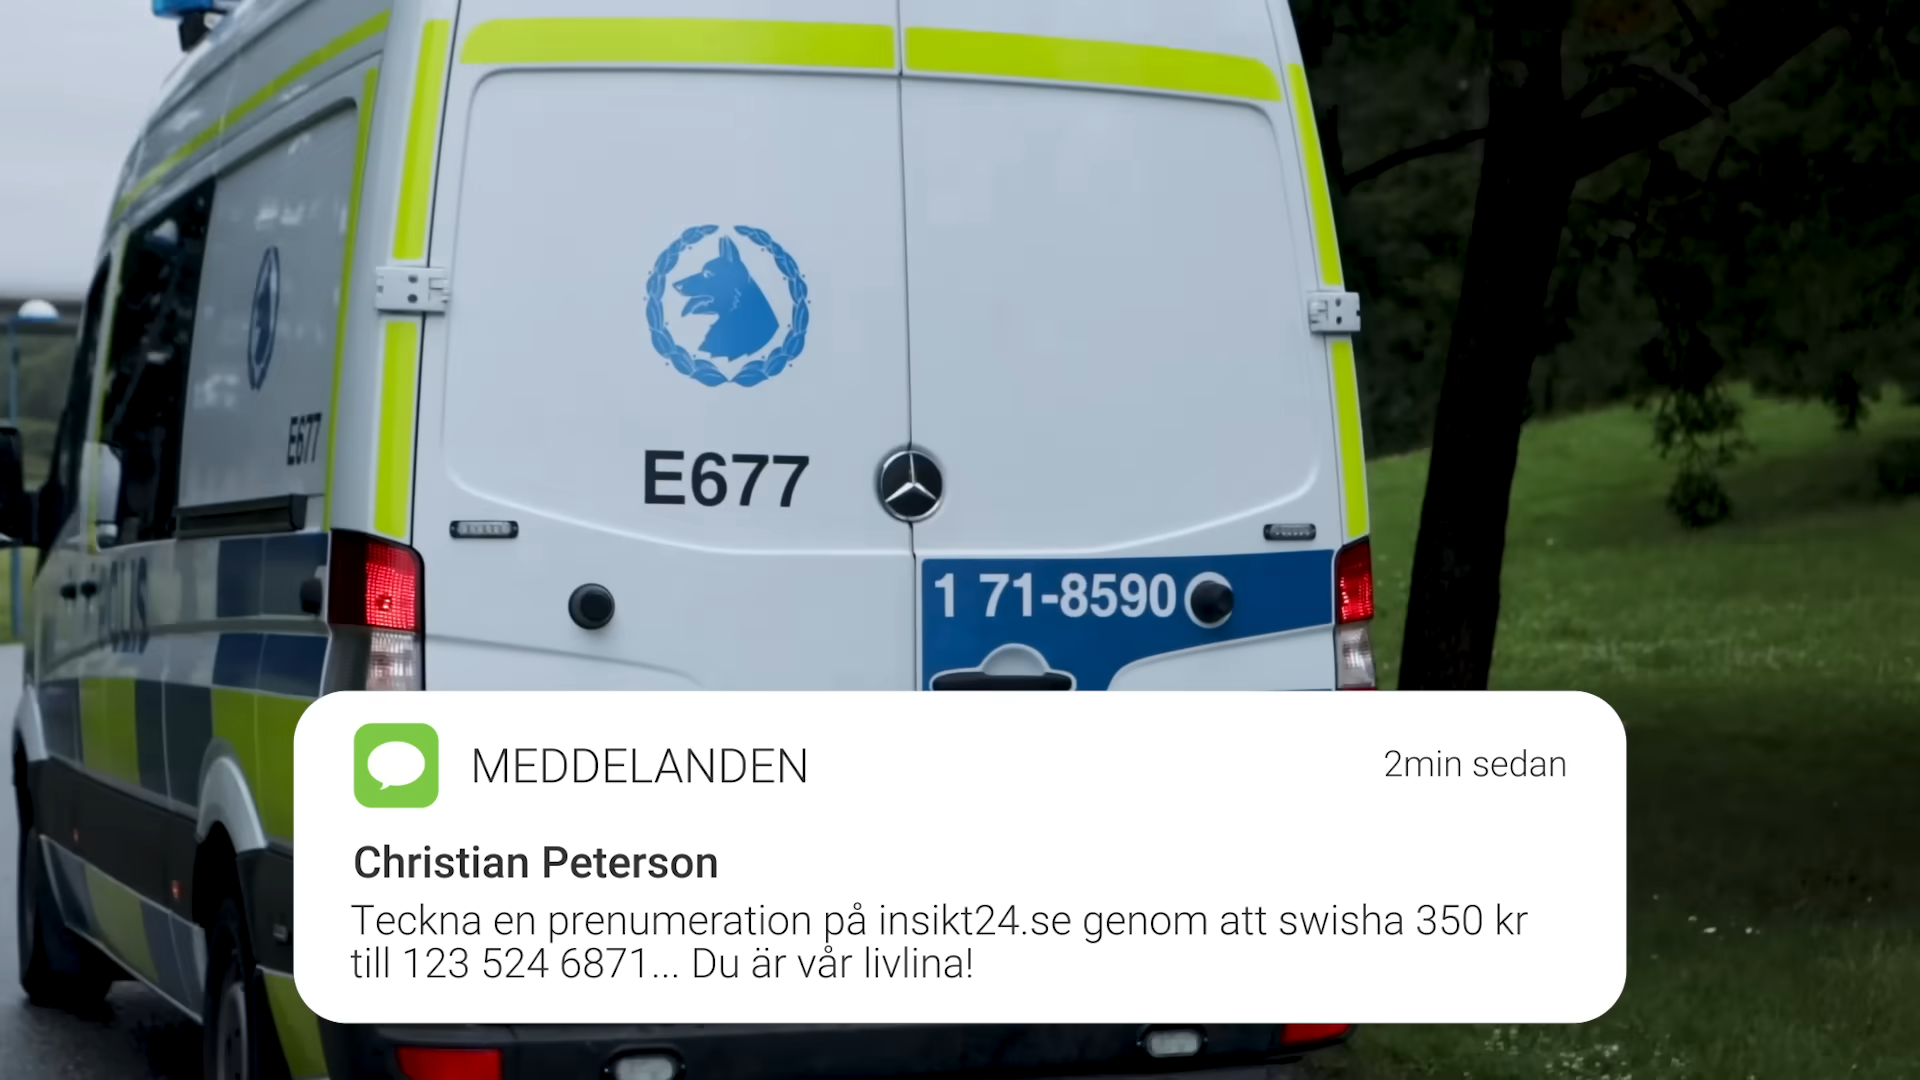 E677
E677
1 71-8590
POLIS
MEDDELANDEN
2min sedan
Christian Peterson
Teckna en prenumeration på insikt24.se genom att swisha 350 kr
till 123 524 6871... Du är vår livlina!